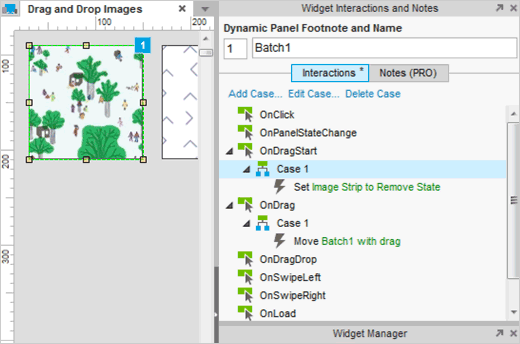 Drag and Drop Images
Widget Interactions and Notes
100
200
Dynamic Panel Footnote and Name
1
Batch1
1
Interactions *
Notes (PRO)
Add Case... Edit Case... Delete Case
OnClick
OnPanelStateChange
OnDragStart
Case 1
Set Image Strip to Remove State
OnDrag
Case 1
Move Batch1 with drag
OnDragDrop
OnSwipeLeft
OnSwipeRight
OnLoad
Widget Manager
100
200
300